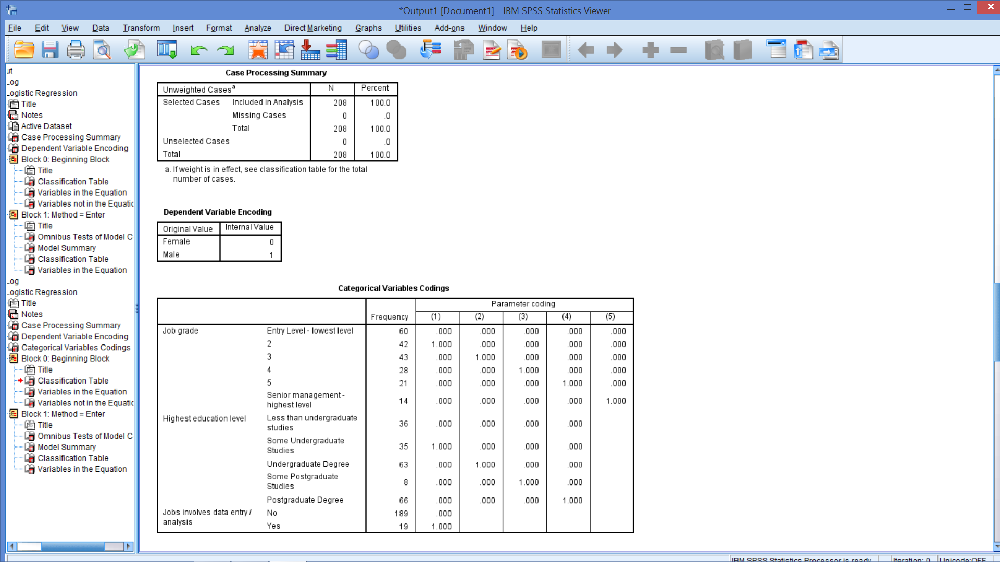 *Output1 [Document1] - IBM SPSS Statistics Viewer
File Edit View Data Transform Insert Format Analyze Direct Marketing Graphs Utilities Add-ons Window Help
ut
Log
Logistic Regression
Title
Notes
Active Dataset
Case Processing Summary
Dependent Variable Encoding
Block 0: Beginning Block
Title
Classification Table
Variables in the Equation
Variables not in the Equatic
Block 1: Method = Enter
Title
Omnibus Tests of Model C
Model Summary
Classification Table
Variables in the Equation
Log
Logistic Regression
Title
Notes
Case Processing Summary
Dependent Variable Encoding
Categorical Variables Codings
Block 0: Beginning Block
Title
Classification Table
Variables in the Equation
Variables not in the Equatic
Block 1: Method = Enter
Title
Omnibus Tests of Model C
Model Summary
Classification Table
Variables in the Equation
Case Processing Summary
Unweighted Casesa N Percent
Selected Cases Included in Analysis 208 100.0
Missing Cases 0 .0
Total 208 100.0
Unselected Cases 0 .0
Total 208 100.0
a. If weight is in effect, see classification table for the total
number of cases.
Dependent Variable Encoding
Original Value Internal Value
Female 0
Male 1
Categorical Variables Codings
Parameter coding
Frequency (1) (2) (3) (4) (5)
Job grade Entry Level - lowest level 60 .000 .000 .000 .000 .000
2 42 1.000 .000 .000 .000 .000
3 43 .000 1.000 .000 .000 .000
4 28 .000 .000 1.000 .000 .000
5 21 .000 .000 .000 1.000 .000
Senior management -
highest level 14 .000 .000 .000 .000 1.000
Highest education level Less than undergraduate
studies 36 .000 .000 .000 .000
Some Undergraduate
Studies 35 1.000 .000 .000 .000
Undergraduate Degree 63 .000 1.000 .000 .000
Some Postgraduate
Studies 8 .000 .000 1.000 .000
Postgraduate Degree 66 .000 .000 .000 1.000
Jobs involves data entry / No 189 .000
analysis Yes 19 1.000
IBM SPSS Statistics Processor is ready Iteration: 0 Unicode:OFF